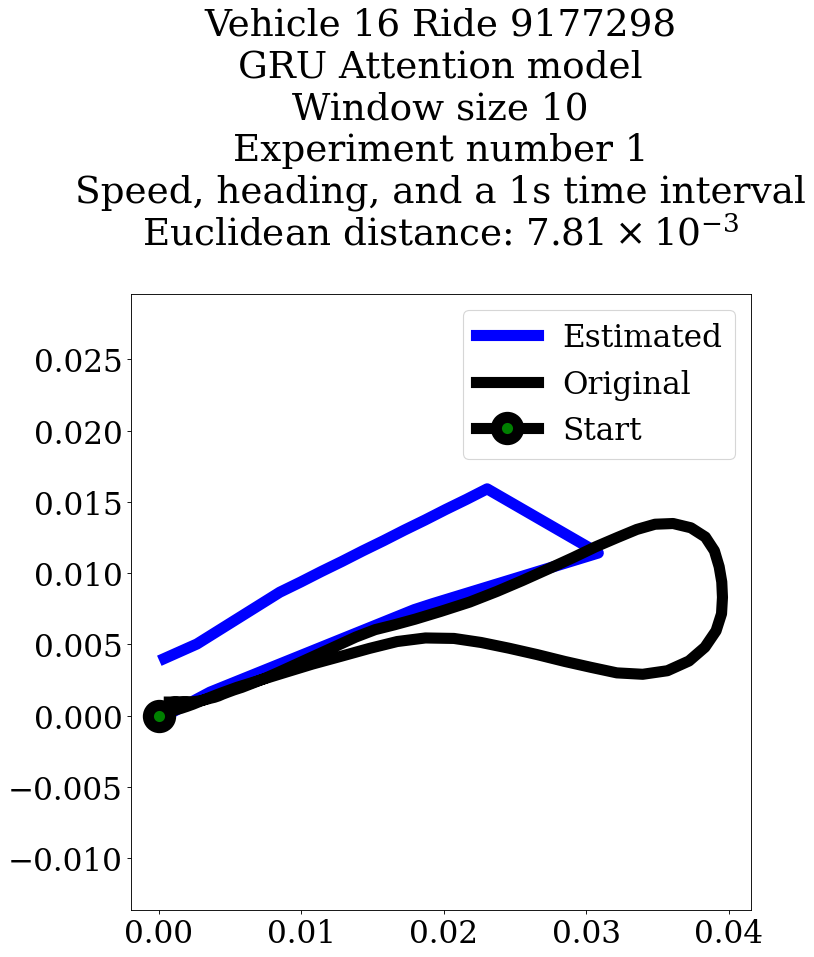 Vehicle 16 Ride 9177298
GRU Attention model
Window size 10
Experiment number 1
Speed, heading, and a 1s time interval
Euclidean distance: 7.81 × 10⁻³
Estimated
Original
Start
0.025
0.020
0.015
0.010
0.005
0.000
−0.005
−0.010
0.00 0.01 0.02 0.03 0.04